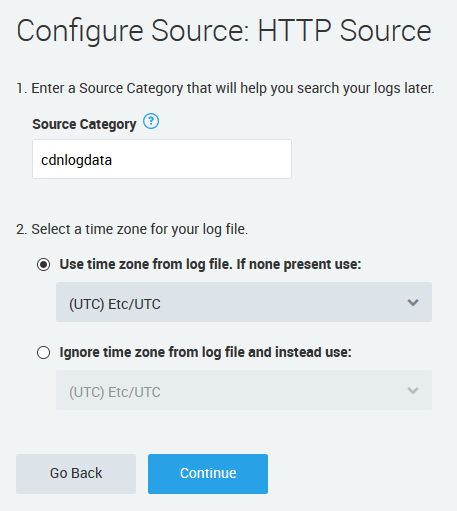 Configure Source: HTTP Source
1. Enter a Source Category that will help you search your logs later.
Source Category ?
cdnlogdata
2. Select a time zone for your log file.
Use time zone from log file. If none present use:
(UTC) Etc/UTC
Ignore time zone from log file and instead use:
(UTC) Etc/UTC
Go Back Continue